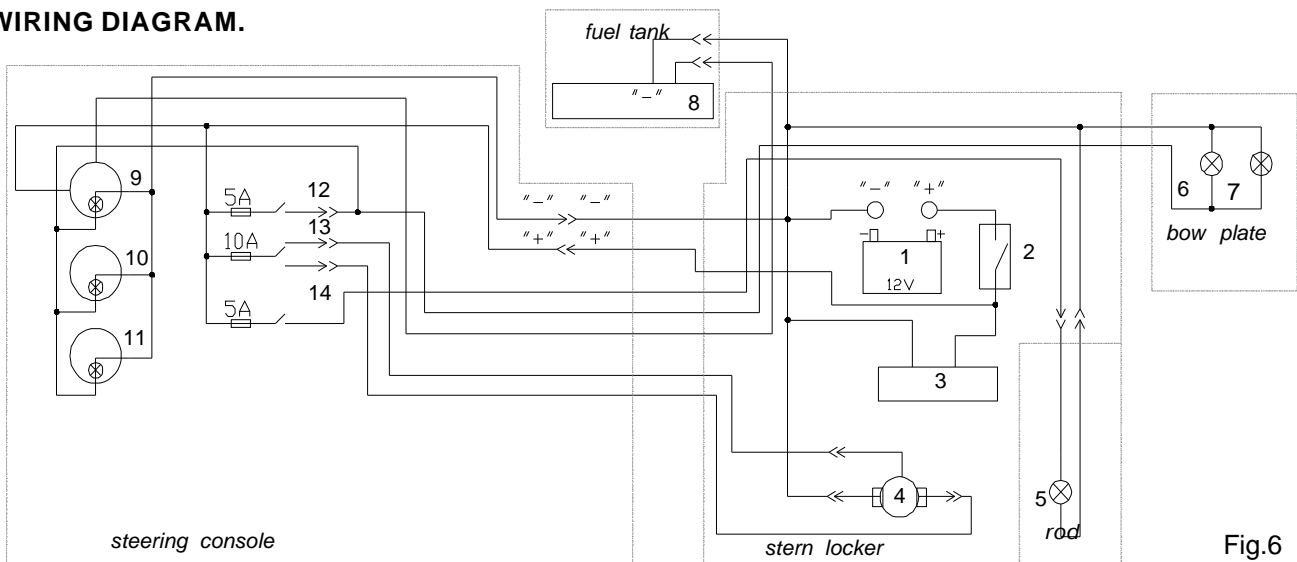 WIRING DIAGRAM.
fuel tank
"–" 8
9
5A 12
10A 13
10
5A 14
11
"–" "–"
"+" "+"
"–" "+"
– +
1
12V
2
3
4
5
6 7
bow plate
rod
steering console
stern locker
Fig.6